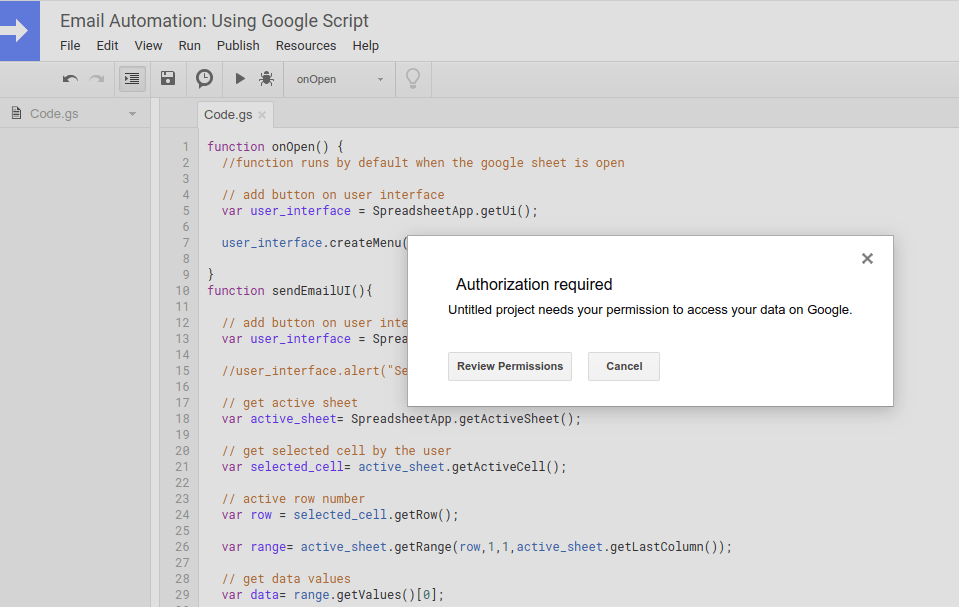 Email Automation: Using Google Script
File Edit View Run Publish Resources Help
onOpen
Code.gs
Code.gs
1 function onOpen() {
2 //function runs by default when the google sheet is open
3
4 // add button on user interface
5 var user_interface = SpreadsheetApp.getUi();
6
7 user_interface.createMenu(
8
9 }
10 function sendEmailUI(){
11
12 // add button on user inte
13 var user_interface = Sprea
14
15 //user_interface.alert("Se
16
17 // get active sheet
18 var active_sheet= SpreadsheetApp.getActiveSheet();
19
20 // get selected cell by the user
21 var selected_cell= active_sheet.getActiveCell();
22
23 // active row number
24 var row = selected_cell.getRow();
25
26 var range= active_sheet.getRange(row,1,1,active_sheet.getLastColumn());
27
28 // get data values
29 var data= range.getValues()[0];
Authorization required
Untitled project needs your permission to access your data on Google.
Review Permissions Cancel